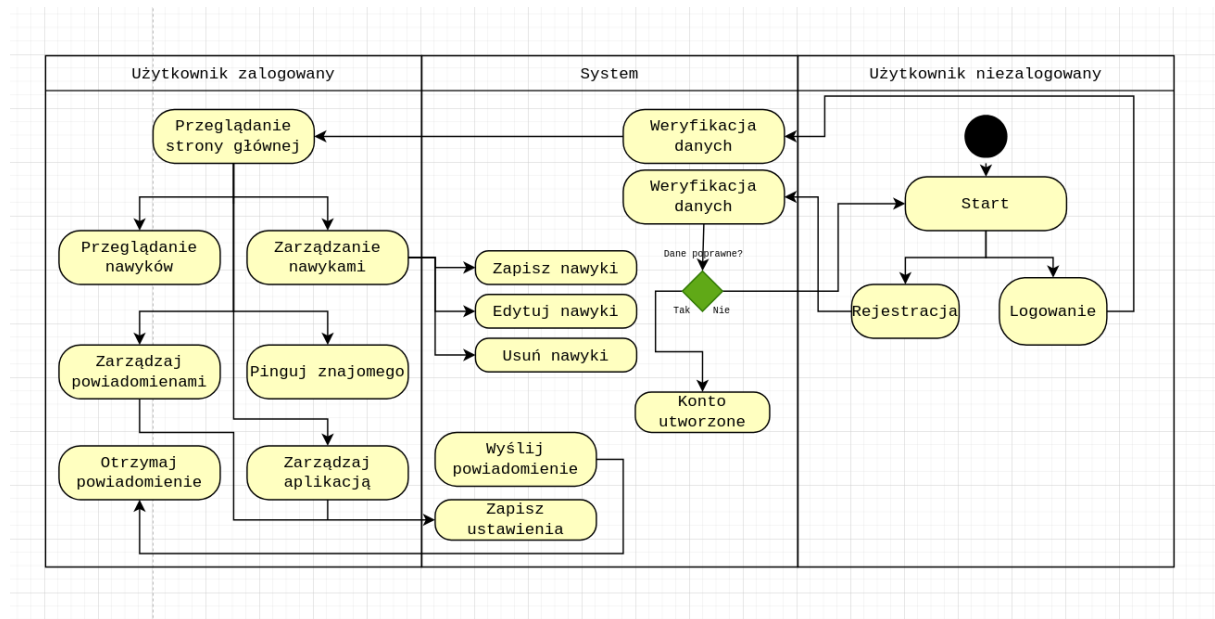 Użytkownik zalogowany
System
Użytkownik niezalogowany
Przeglądanie
strony głównej
Weryfikacja
danych
Weryfikacja
danych
Start
Przeglądanie
nawyków
Zarządzanie
nawykami
Dane poprawne?
Zapisz nawyki
Edytuj nawyki
Usuń nawyki
Tak
Nie
Rejestracja
Logowanie
Zarządzaj
powiadomienami
Pinguj znajomego
Konto
utworzone
Otrzymaj
powiadomienie
Zarządzaj
aplikacją
Wyślij
powiadomienie
Zapisz
ustawienia